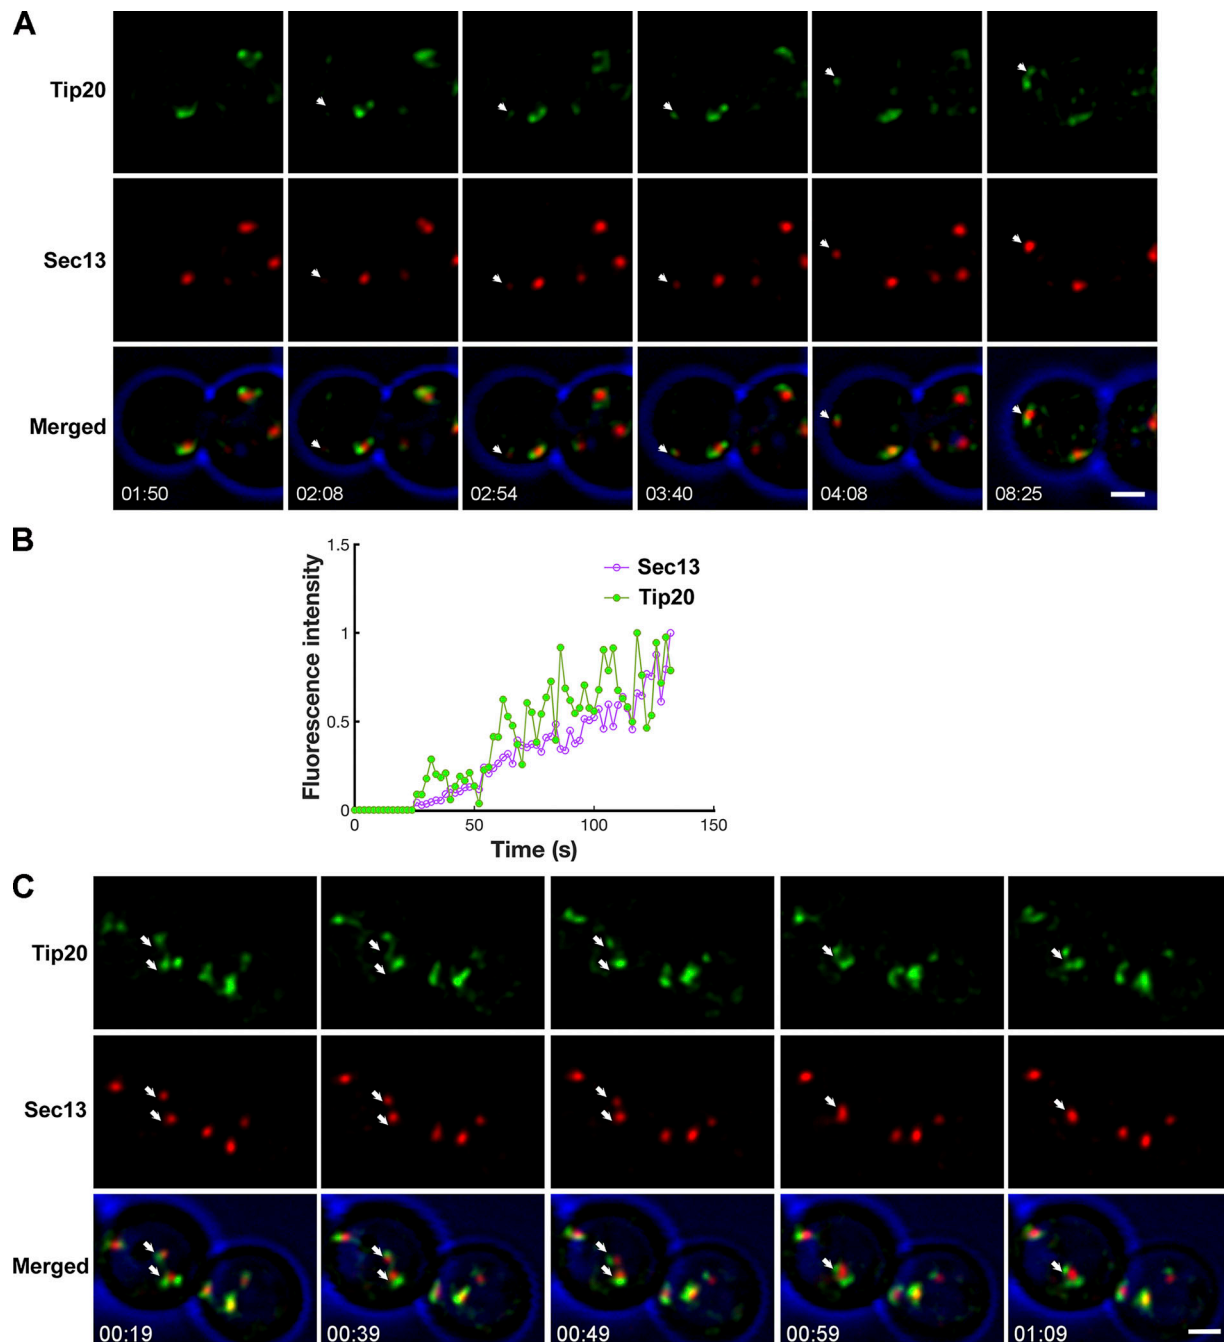 A
Tip20
Sec13
Merged
01:50
02:08
02:54
03:40
04:08
08:25
B
Fluorescence intensity
1.5
1
0.5
0
Sec13
Tip20
0
50
100
150
Time (s)
C
Tip20
Sec13
Merged
00:19
00:39
00:49
00:59
01:09